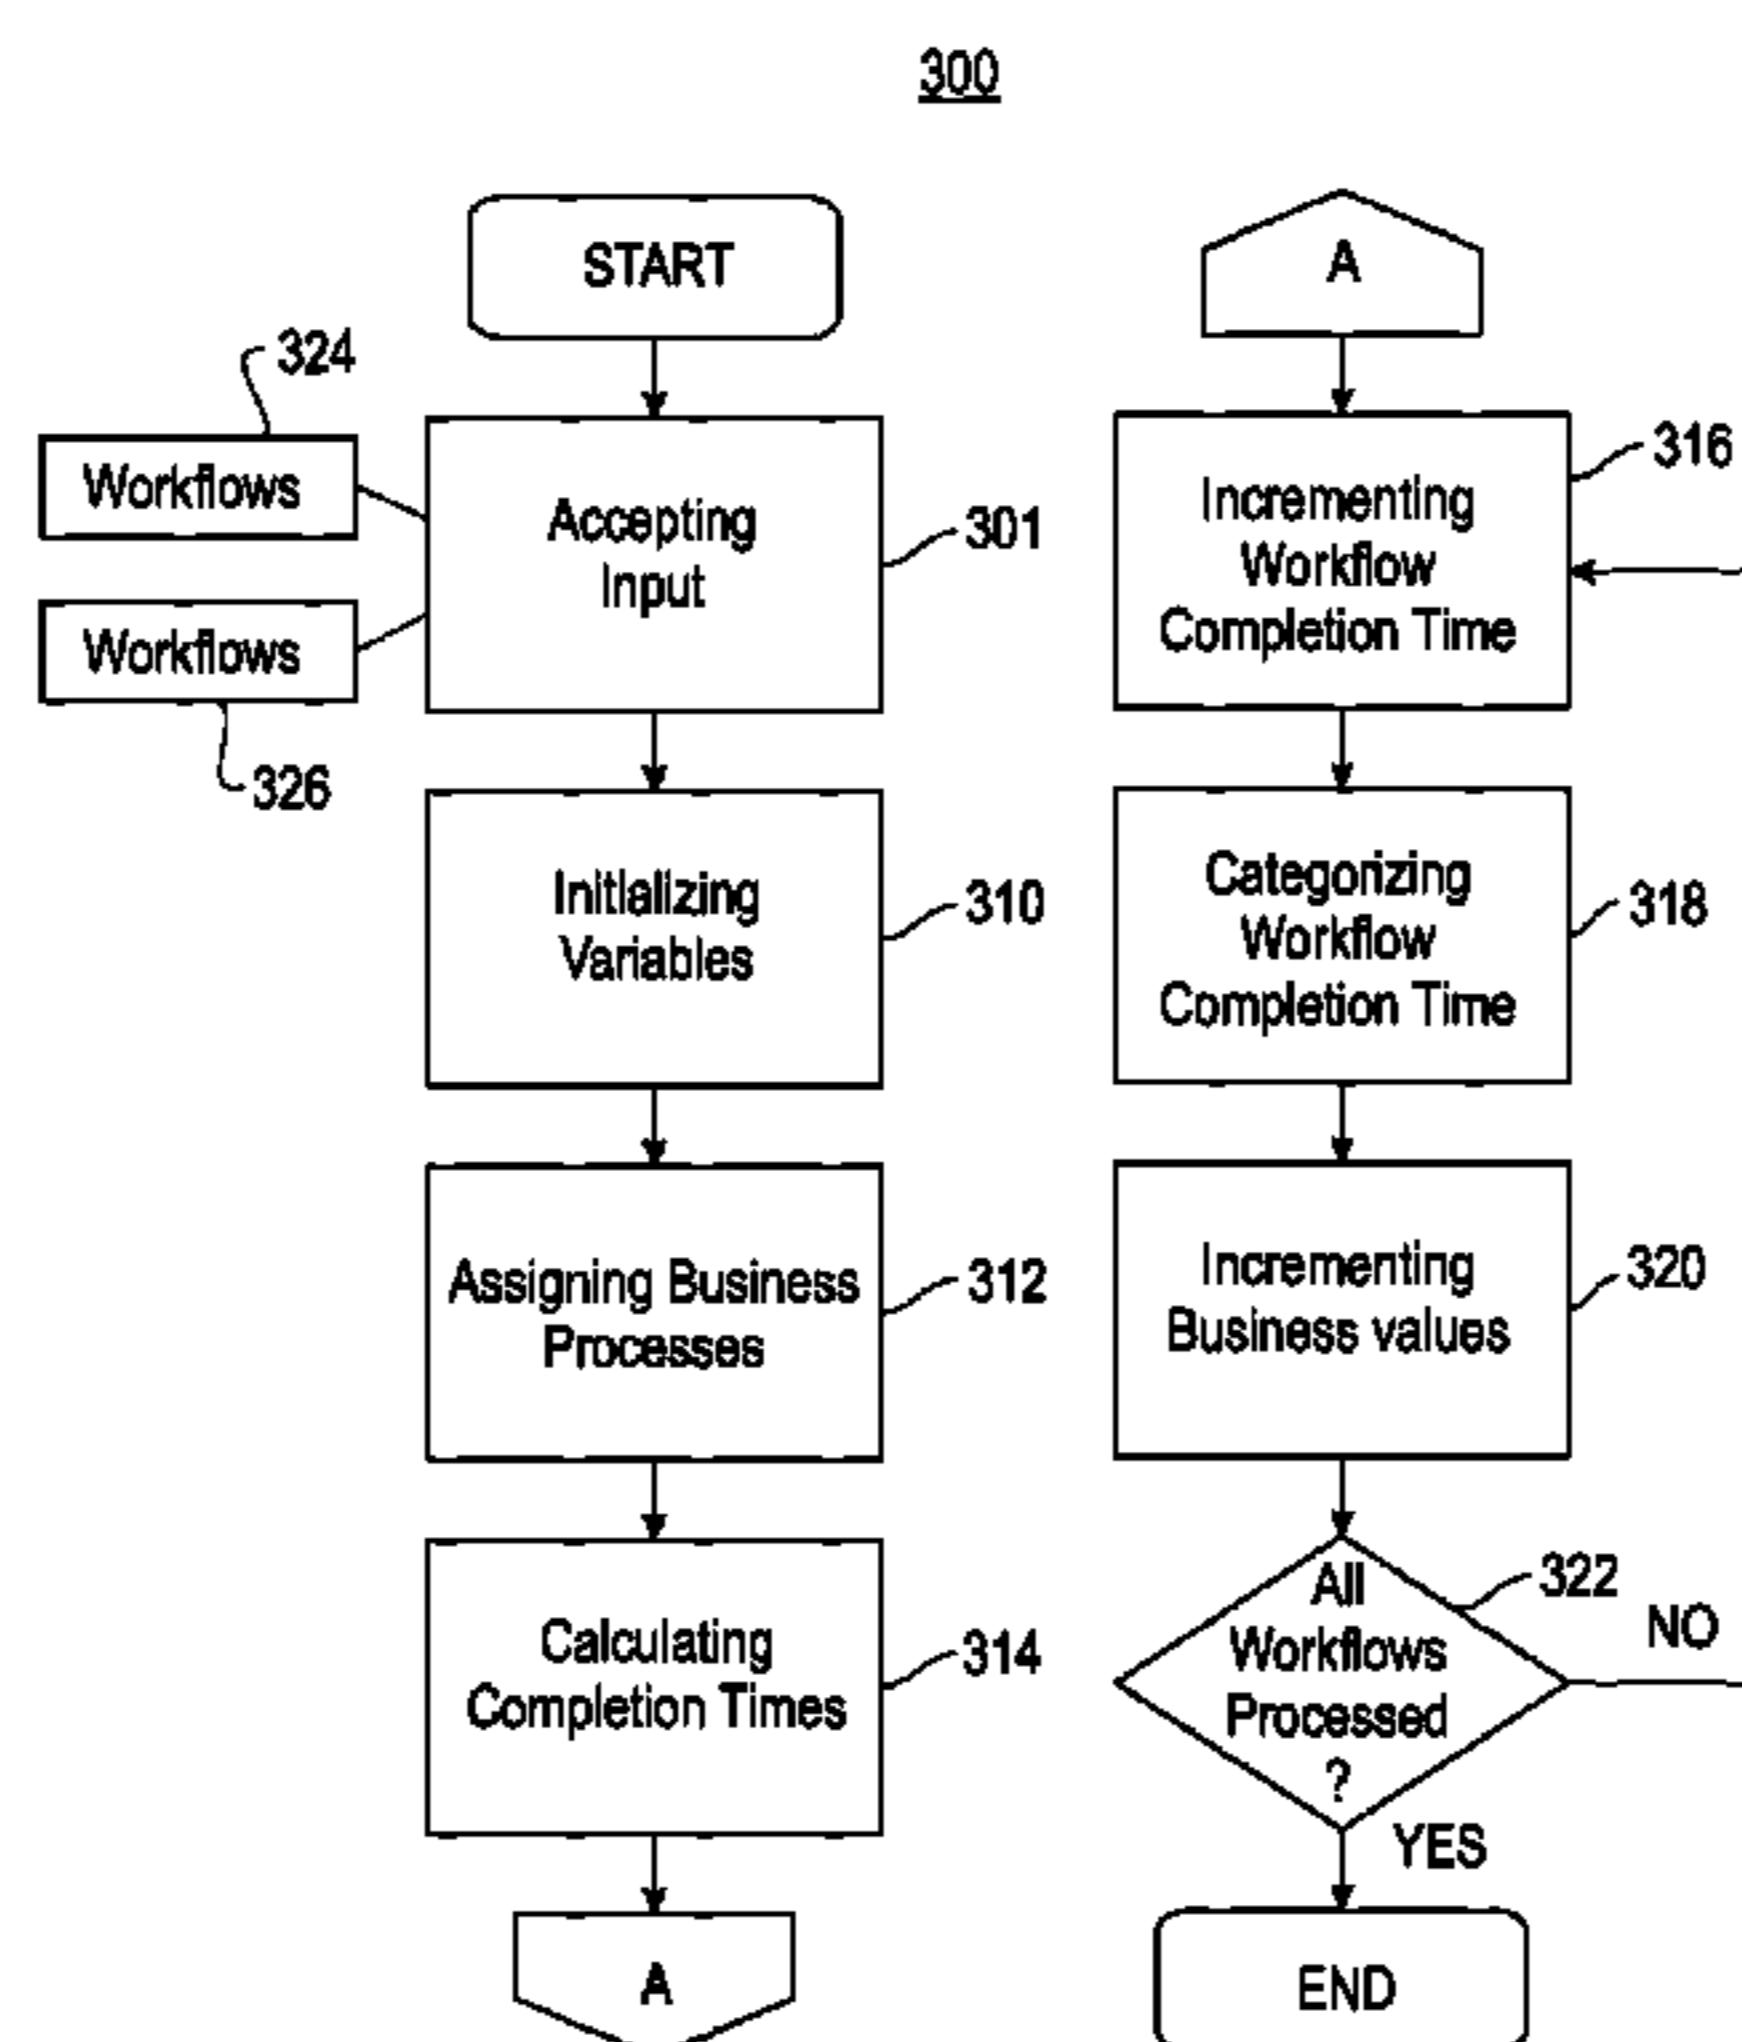 300
START
324
Workflows
Accepting
Input
301
Workflows
326
Initializing
Variables
310
Assigning Business
Processes
312
Calculating
Completion Times
314
A
A
316
Incrementing
Workflow
Completion Time
Categorizing
Workflow
Completion Time
318
Incrementing
Business values
320
All
Workflows
Processed
?
322
NO
YES
END